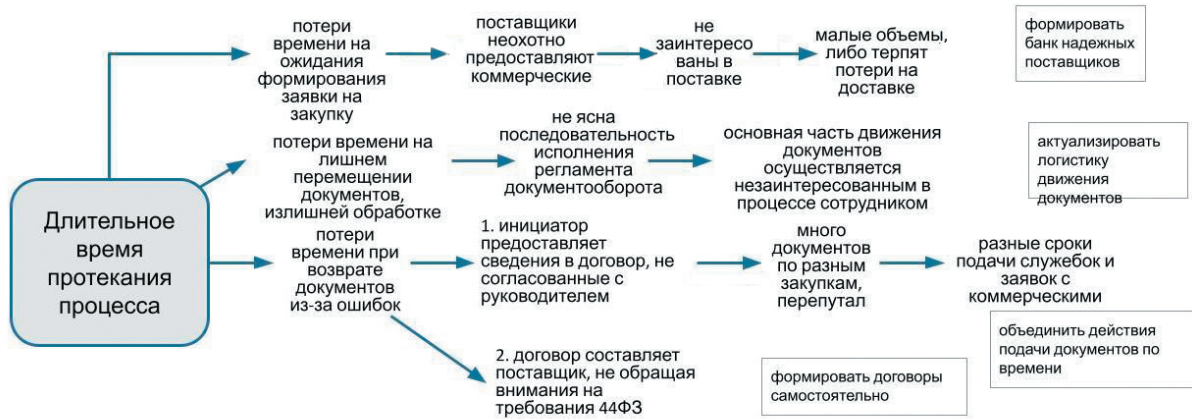 потери
времени на
ожидания
формирования
заявки на
закупку
поставщики
неохотно
предоставляют
коммерческие
не
заинтересо
ваны в
поставке
малые объемы,
либо терпят
потери на
доставке
формировать
банк надежных
поставщиков
потери времени на
лишнем
перемещении
документов,
излишней обработке
не ясна
последовательность
исполнения
регламента
документооборота
основная часть движения
документов
осуществляется
незаинтересованным в
процессе сотрудником
актуализировать
логистику
движения
документов
Длительное
время
протекания
процесса
потери
времени при
возврате
документов
из-за ошибок
1. инициатор
предоставляет
сведения в договор, не
согласованные с
руководителем
много
документов
по разным
закупкам,
перепутал
разные сроки
подачи служебок и
заявок с
коммерческими
объединить действия
подачи документов по
времени
2. договор составляет
поставщик, не обращая
внимания на
требования 44ФЗ
формировать договоры
самостоятельно